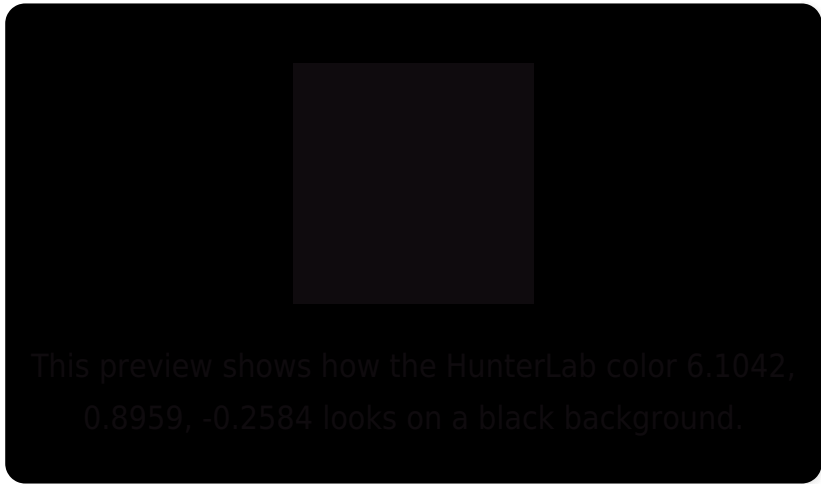 This preview shows how the HunterLab color 6.1042,
0.8959, -0.2584 looks on a black background.